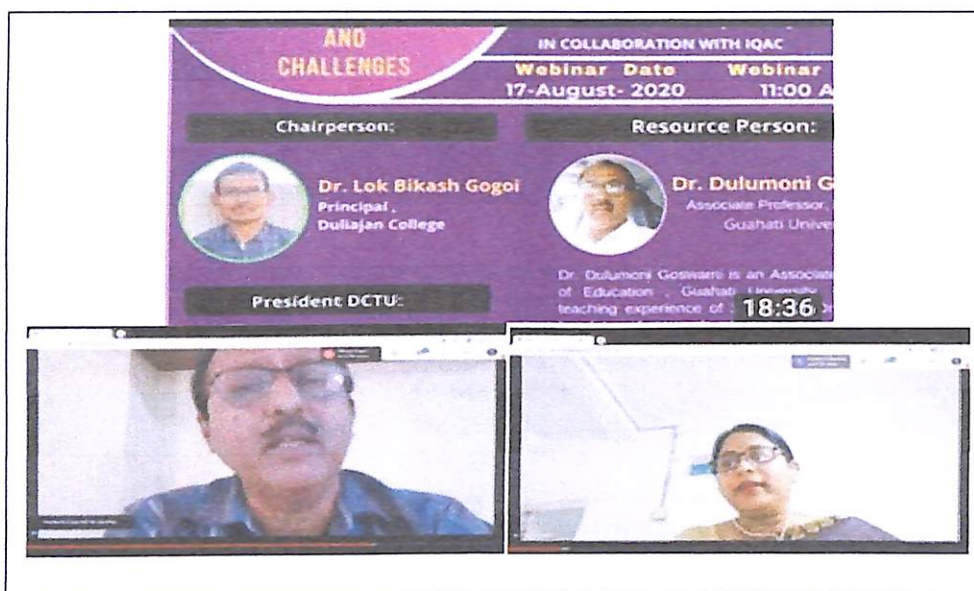 AND
CHALLENGES
IN COLLABORATION WITH IQAC
Webinar Date Webinar
17-August- 2020 11:00 A
Chairperson:
Dr. Lok Bikash Gogoi
Principal ,
Duliajan College
President DCTU:
Resource Person:
Dr. Dulumoni G
Associate Professor,
Guahati Unive
Dr. Dulumoni Goswami is an Associate
of Education , Guahati University
teaching experience of
18:36